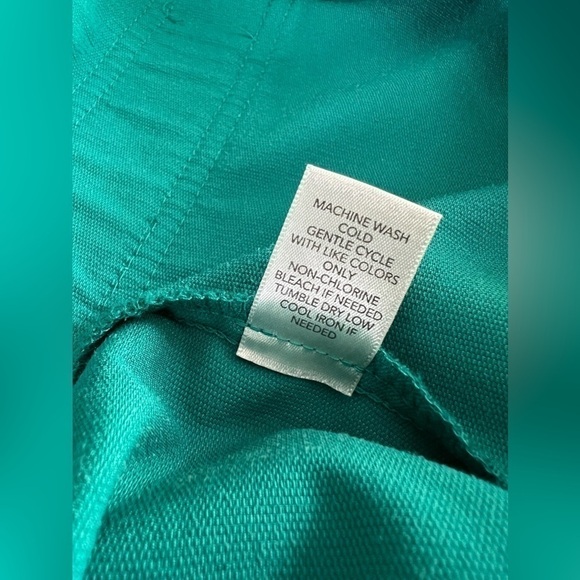 MACHINE WASH
COLD
GENTLE CYCLE
WITH LIKE COLORS
ONLY
NON-CHLORINE
BLEACH IF NEEDED
TUMBLE DRY LOW
COOL IRON IF
NEEDED